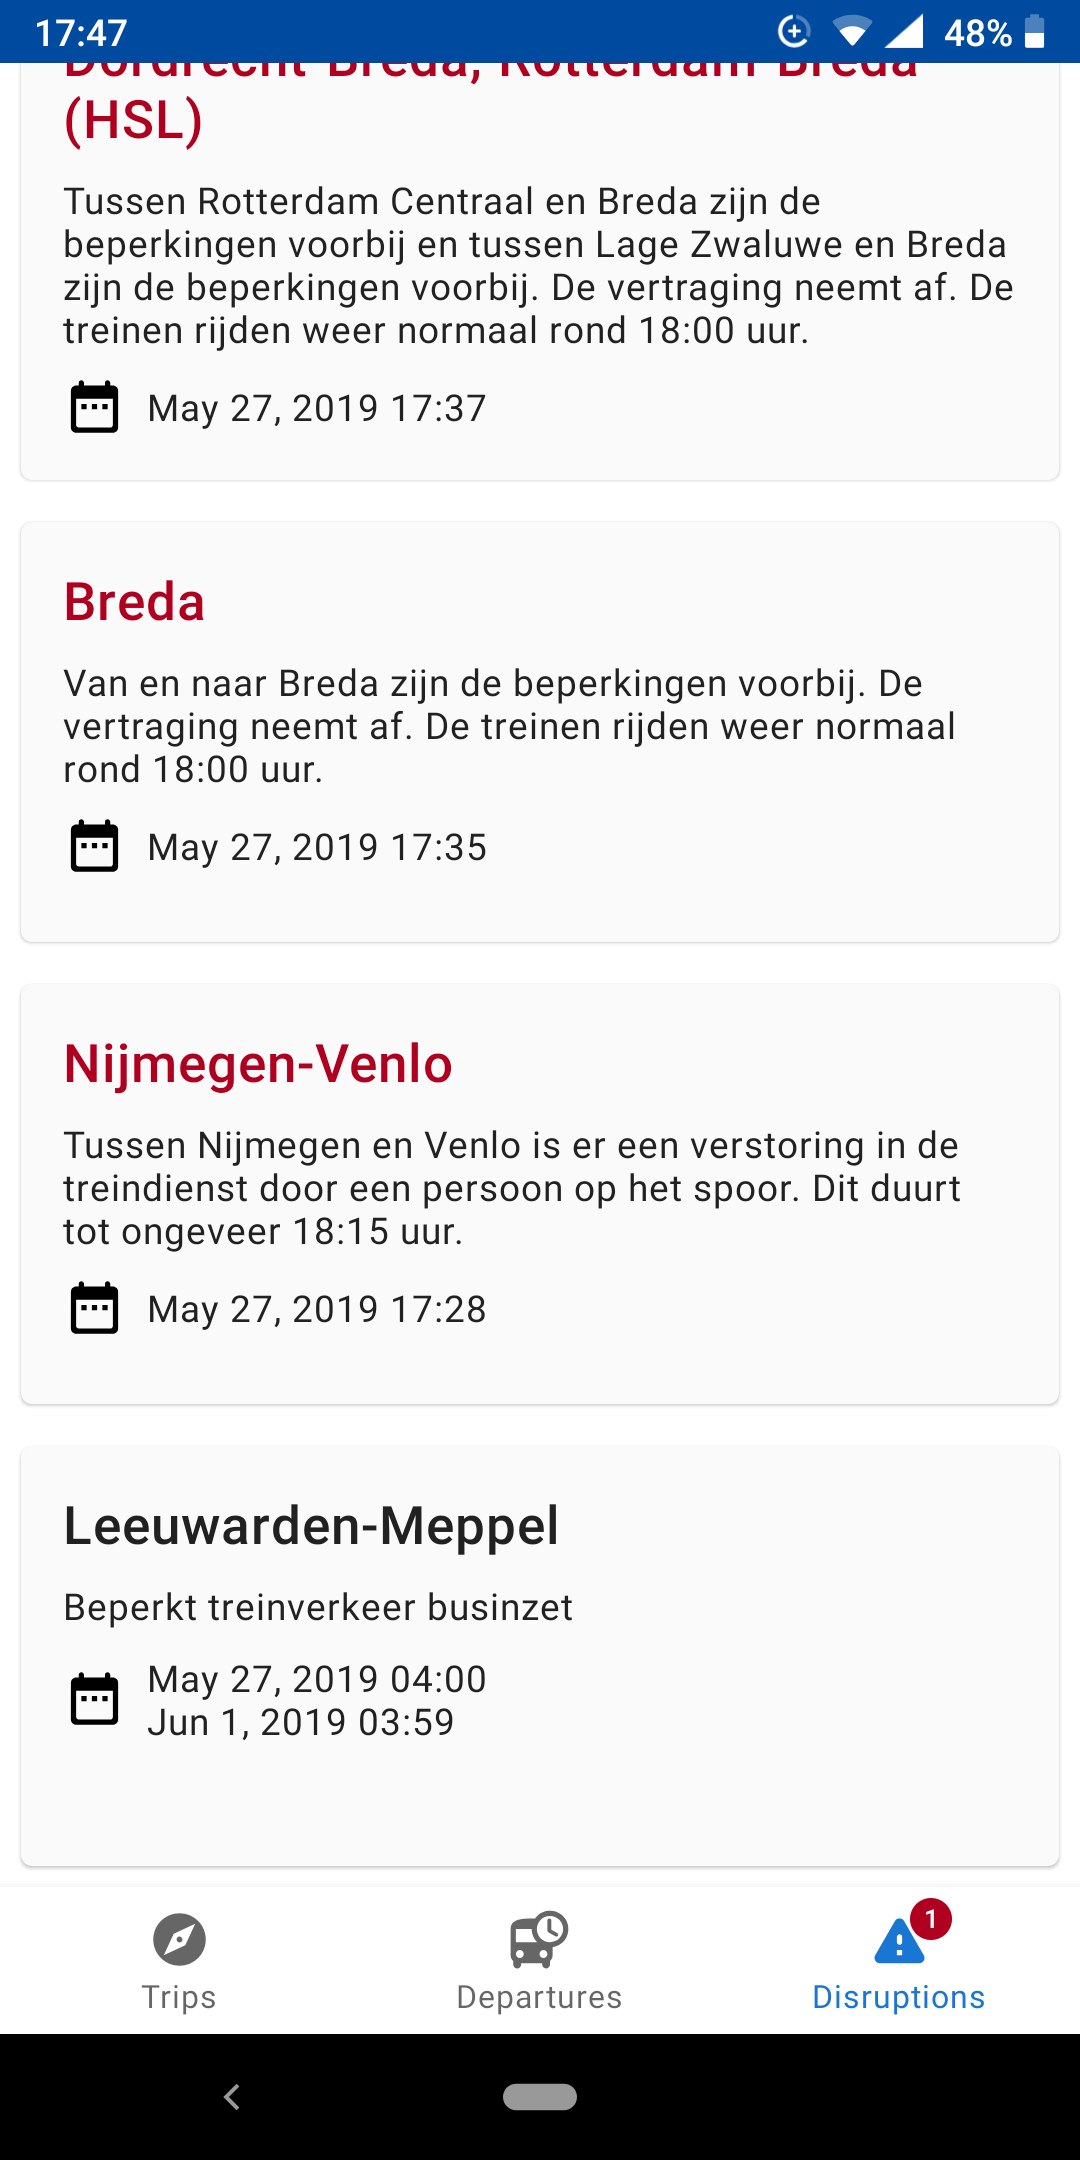 17:47
48%
Dordrecht-Breda, Rotterdam-Breda
(HSL)
Tussen Rotterdam Centraal en Breda zijn de
beperkingen voorbij en tussen Lage Zwaluwe en Breda
zijn de beperkingen voorbij. De vertraging neemt af. De
treinen rijden weer normaal rond 18:00 uur.
May 27, 2019 17:37
Breda
Van en naar Breda zijn de beperkingen voorbij. De
vertraging neemt af. De treinen rijden weer normaal
rond 18:00 uur.
May 27, 2019 17:35
Nijmegen-Venlo
Tussen Nijmegen en Venlo is er een verstoring in de
treindienst door een persoon op het spoor. Dit duurt
tot ongeveer 18:15 uur.
May 27, 2019 17:28
Leeuwarden-Meppel
Beperkt treinverkeer businzet
May 27, 2019 04:00
Jun 1, 2019 03:59
1
Trips
Departures
Disruptions